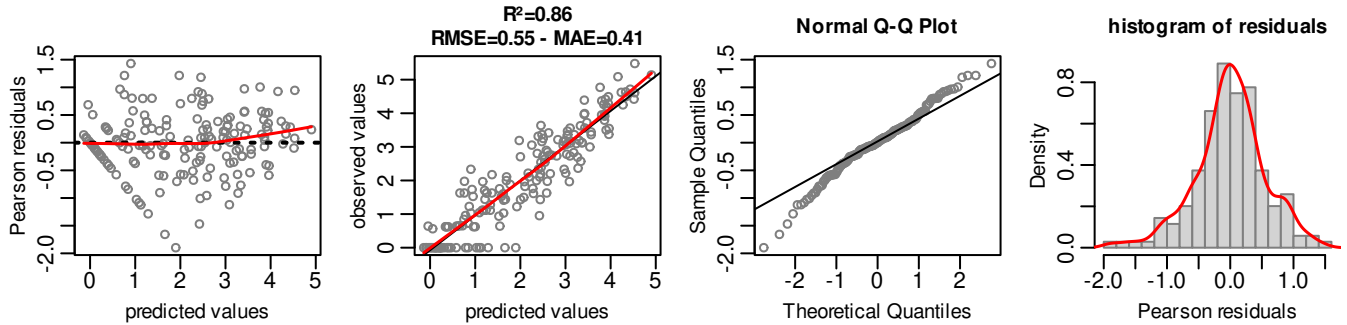 Pearson residuals
1.5
0.5
-0.5
-2.0
0 1 2 3 4 5
predicted values
R²=0.86
RMSE=0.55 - MAE=0.41
observed values
5
4
3
2
1
0
0 1 2 3 4 5
predicted values
Normal Q-Q Plot
Sample Quantiles
1.5
0.5
-0.5
-2.0
-2 -1 0 1 2
Theoretical Quantiles
histogram of residuals
Density
0.8
0.4
0.0
-2.0 -1.0 0.0 1.0
Pearson residuals